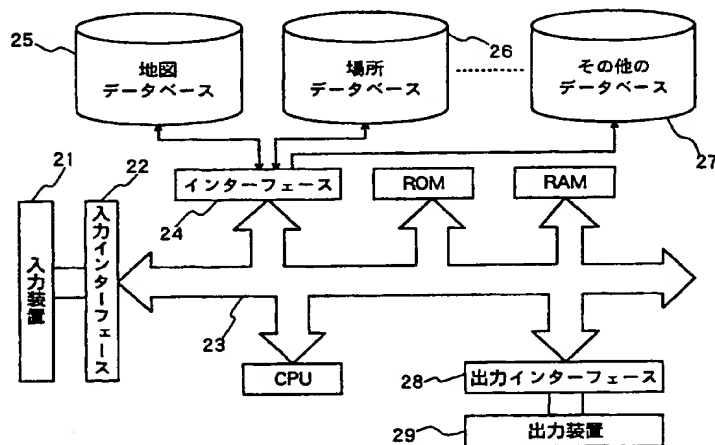 25
地図
データベース
場所
データベース
26
その他の
データベース
27
21
22
インターフェース
24
ROM
RAM
入力装置
入力インターフェース
23
CPU
28
出力インターフェース
29
出力装置